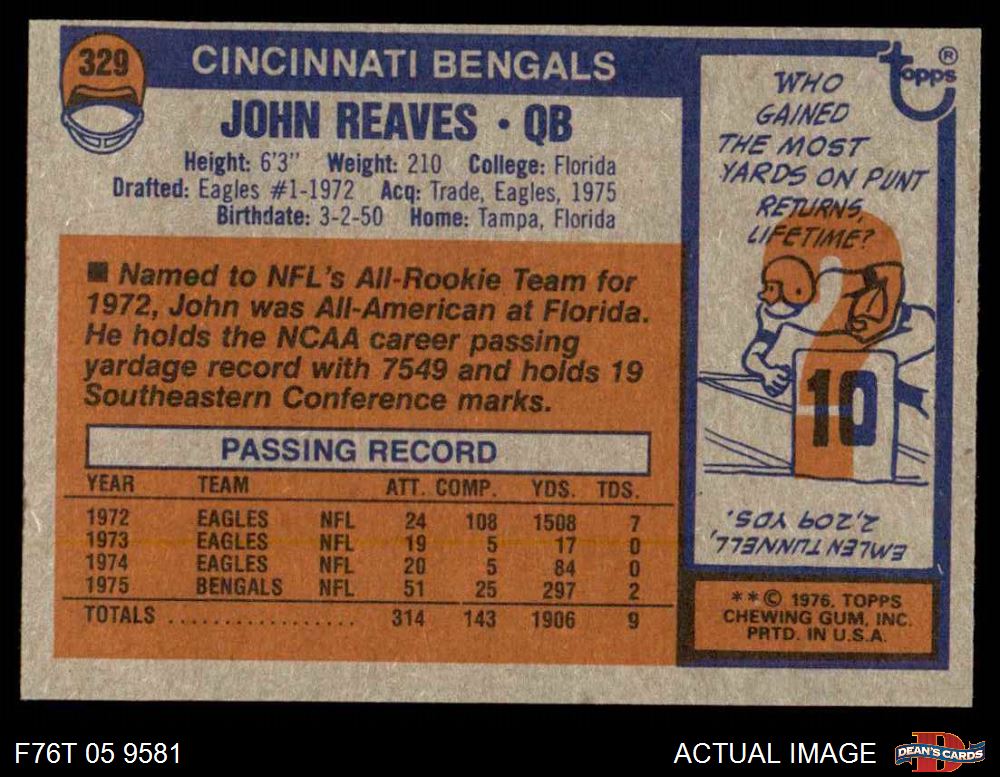 329
CINCINNATI BENGALS
JOHN REAVES • QB
Height: 6'3" Weight: 210 College: Florida
Drafted: Eagles #1-1972 Acq: Trade, Eagles, 1975
Birthdate: 3-2-50 Home: Tampa, Florida
■ Named to NFL's All-Rookie Team for
1972, John was All-American at Florida.
He holds the NCAA career passing
yardage record with 7549 and holds 19
Southeastern Conference marks.
PASSING RECORD
YEAR TEAM ATT. COMP. YDS. TDS.
1972 EAGLES NFL 24 108 1508 7
1973 EAGLES NFL 19 5 17 0
1974 EAGLES NFL 20 5 84 0
1975 BENGALS NFL 51 25 297 2
TOTALS .................. 314 143 1906 9
topps®
WHO
GAINED
THE MOST
YARDS ON PUNT
RETURNS,
LIFETIME?
10
EMLEN TUNNELL,
2,209 YDS.
**© 1976. TOPPS
CHEWING GUM, INC.
PRTD. IN U.S.A.
F76T 05 9581
ACTUAL IMAGE
D
DEAN'S CARDS